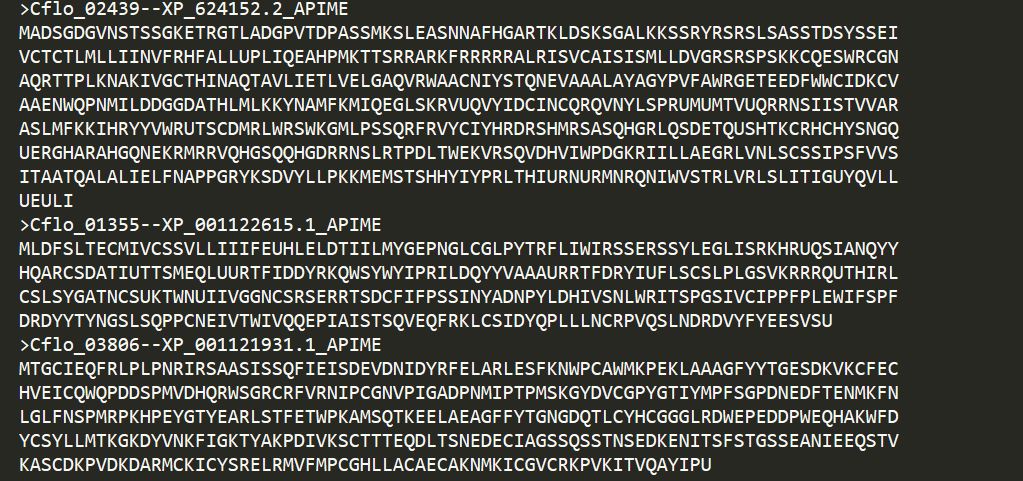 >Cflo_02439--XP_624152.2_APIME
MADSGDGVNSTSSGKETRGTLADGPVTDPASSMKSLEASNNAFHGARTKLDSKSGALKKSSRYRSRSLSASSTDSYSSEI
VCTCTLMLLIINVFRHFALLUPLIQEAHPMKTTSRRARKFRRRRRALRISVCAISISMLLDVGRSRSPSKKCQESWRCGN
AQRTTPLKNAKIVGCTHINAQTAVLIETLVELGAQVRWAACNIYSTQNEVAAALAYAGYPVFAWRGETEEDFWWCIDKCV
AAENWQPNMILDDGGDATHLMLKKYNAMFKMIQEGLSKRVUQVYIDCINCQRQVNYLSPRUMUMTVUQRRNSIISTVVAR
ASLMFKKIHRYYVWRUTSCDMRLWRSWKGMLPSSQRFRVYCIYHRDRSHMRSASQHGRLQSDETQUSHTKCRHCHYSNGQ
UERGHARAHGQNEKRMRRVQHGSQQHGDRRNSLRTPDLTWEKVRSQVDHVIWPDGKRIILLAEGRLVNLSCSSIPSFVVS
ITAATQALALIELFNAPPGRYKSDVYLLPKKMEMSTSHHYIYPRLTHIURNURMNRQNIWVSTRLVRLSLITIGUYQVLL
UEULI
>Cflo_01355--XP_001122615.1_APIME
MLDFSLTECMIVCSSVLLIIIFEUHLELDTIILMYGEPNGLCGLPYTRFLIWIRSSERSSYLEGLISRKHRUQSIANQYY
HQARCSDATIUTTSMEQLUURTFIDDYRKQWSYWYIPRILDQYYVAAAURRTFDRYIUFLSCSLPLGSVKRRRQUTHIRL
CSLSYGATNCSUKTWNUIIVGGNCSRSERRTSDCFIFPSSINYADNPYLDHIVSNLWRITSPGSIVCIPPFPLEWIFSPF
DRDYYTYNGSLSQPPCNEIVTWIVQQEPIAISTSQVEQFRKLCSIDYQPLLLNCRPVQSLNDRDVYFYEESVSU
>Cflo_03806--XP_001121931.1_APIME
MTGCIEQFRLPLPNRIRSAASISSQFIEISDEVDNIDYRFELARLESFKNWPCAWMKPEKLAAAGFYYTGESDKVKCFEC
HVEICQWQPDDSPMVDHQRWSGRCRFVRNIPCGNVPIGADPNMIPTPMSKGYDVCGPYGTIYMPFSGPDNEDFTENMKFN
LGLFNSPMRPKHPEYGTYEARLSTFETWPKAMSQTKEELAEAGFFYTGNGDQTLCYHCGGGLRDWEPEDDPWEQHAKWFD
YCSYLLMTKGKDYVNKFIGKTYAKPDIVKSCTTTEQDLTSNEDECIAGSSQSSTNSEDKENITSFSTGSSEANIEEQSTV
KASCDKPVDKDARMCKICYSRELRMVFMPCGHLLACAECAKNMKICGVCRKPVKITVQAYIPU